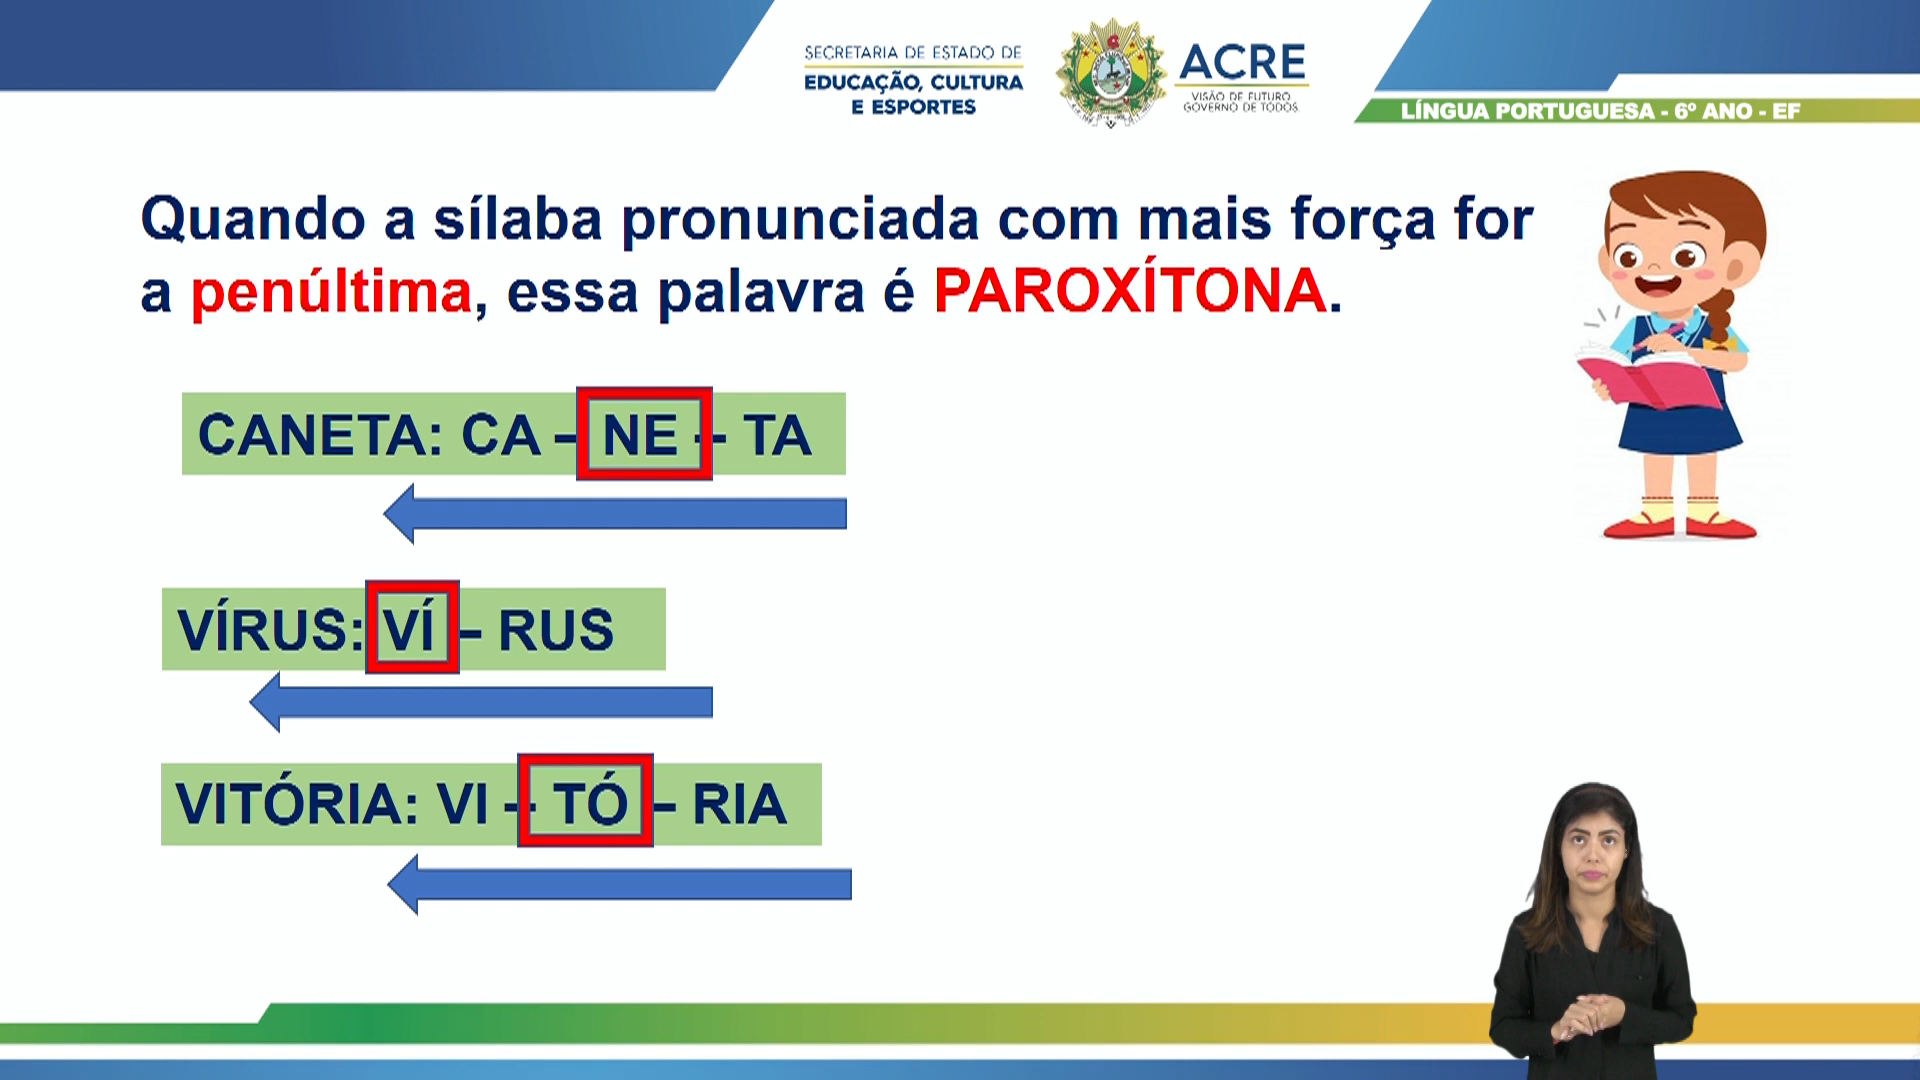 SECRETARIA DE ESTADO DE
EDUCAÇÃO, CULTURA
E ESPORTES
ACRE
VISÃO DE FUTURO.
GOVERNO DE TODOS.
LÍNGUA PORTUGUESA - 6º ANO - EF
Quando a sílaba pronunciada com mais força for
a penúltima, essa palavra é PAROXÍTONA.
CANETA: CA – NE – TA
VÍRUS: VÍ – RUS
VITÓRIA: VI – TÓ – RIA